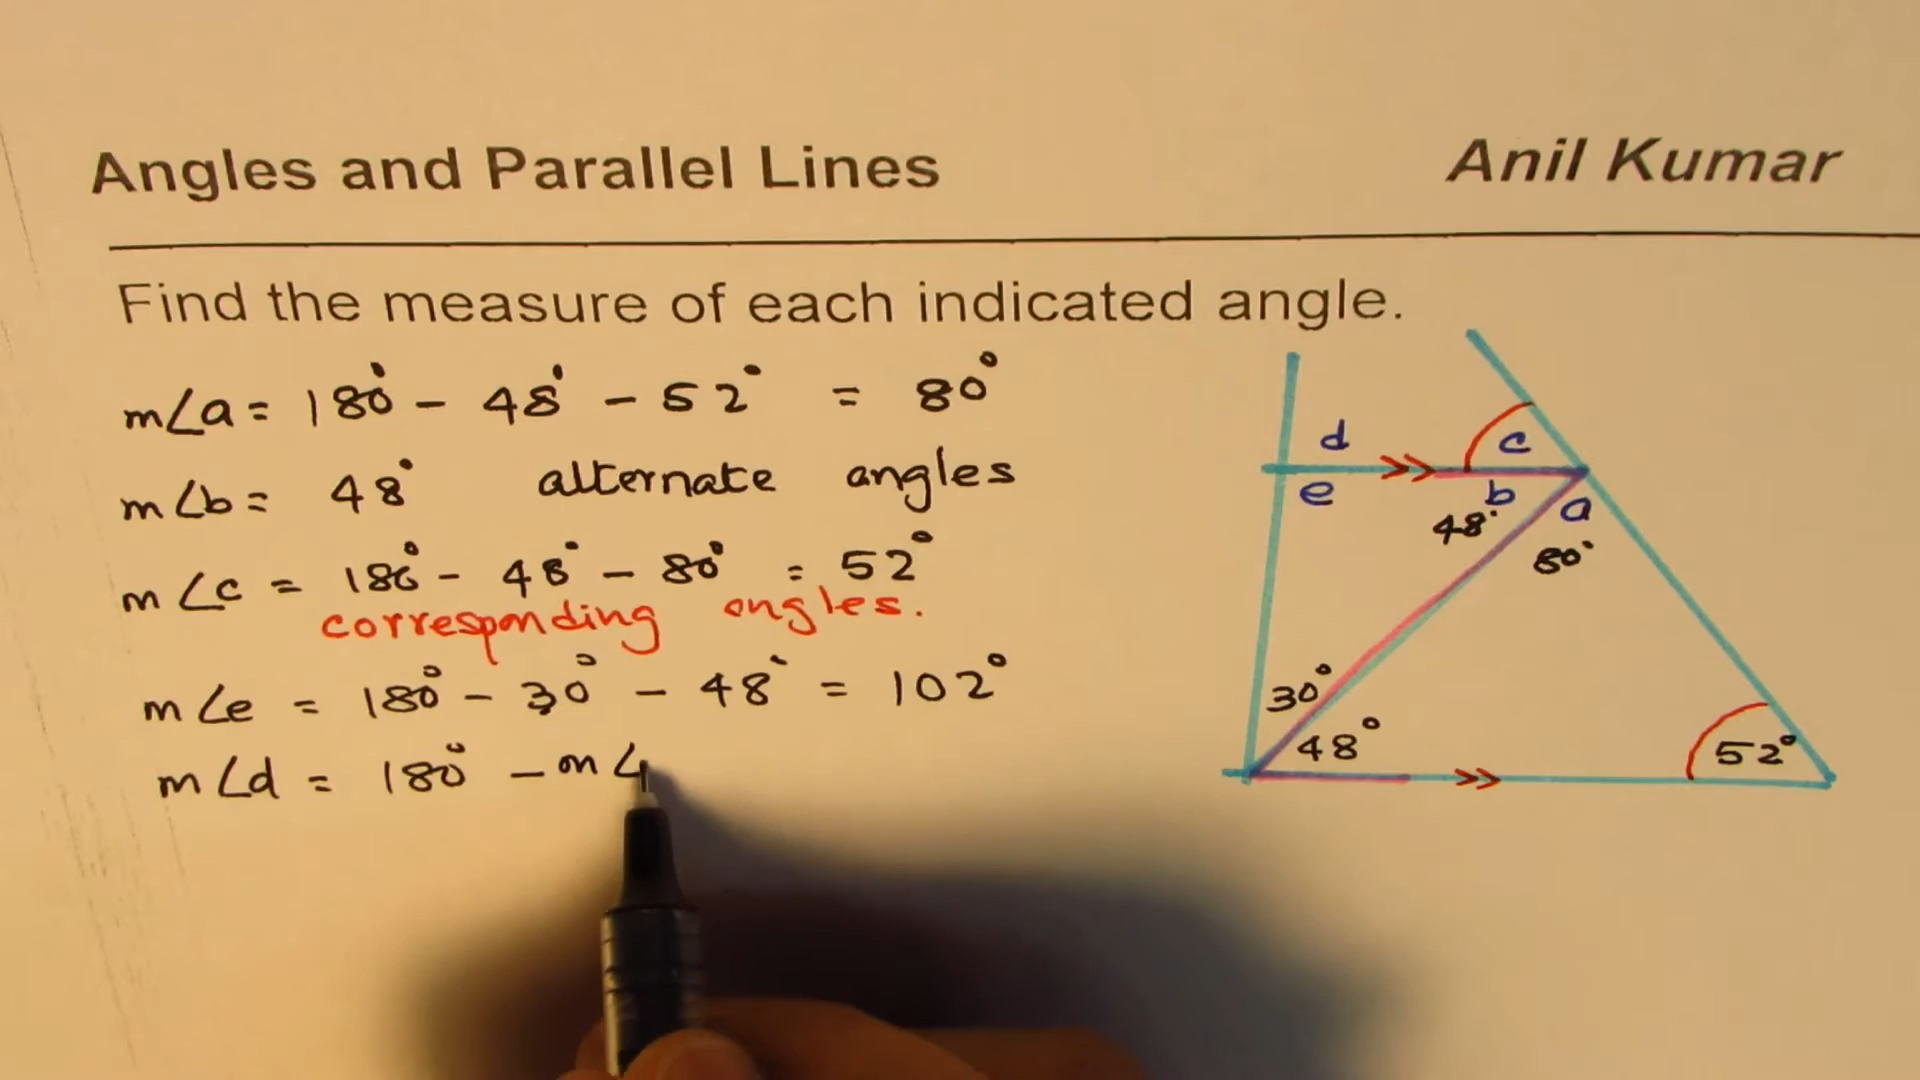 Angles and Parallel Lines
Anil Kumar
Find the measure of each indicated angle.
m∠a = 180° - 48° - 52° = 80°
m∠b = 48° alternate angles
m∠c = 180° - 48° - 80° = 52°
corresponding angles.
m∠e = 180° - 30° - 48° = 102°
m∠d = 180° - m∠
d
c
e
b
a
48°
80°
30°
48°
52°